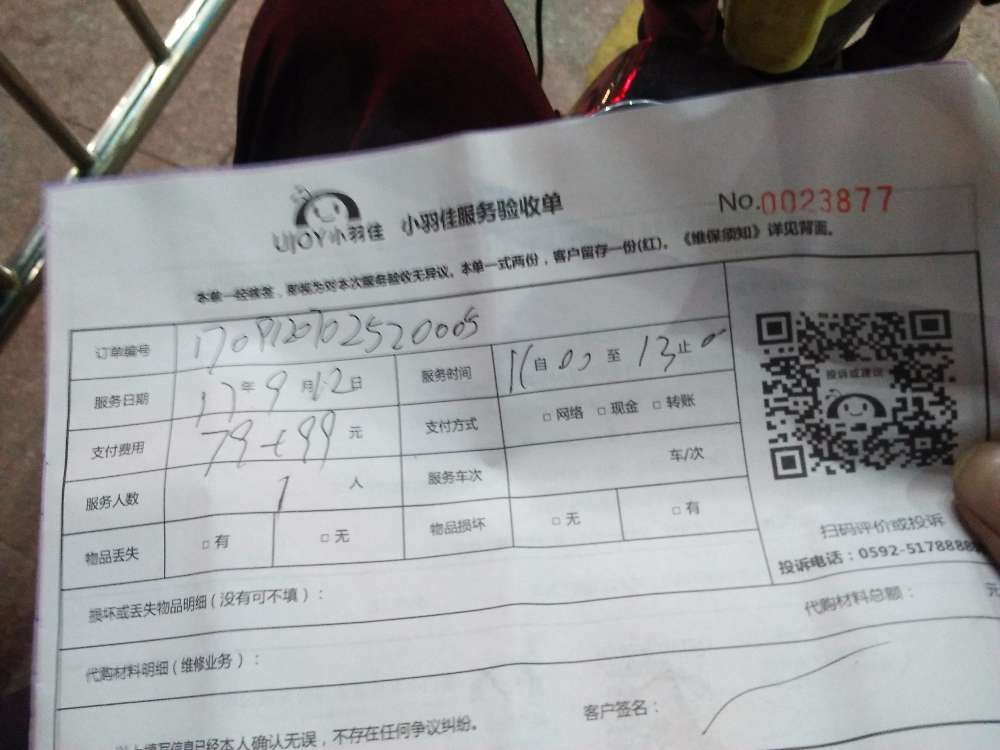 UJOY小羽佳 小羽佳服务验收单 No.0023877
本单一经签, 即视为对本次服务验收无异议。本单一式两份，客户留存一份(红)。《维保须知》详见背面。
订单编号
服务日期 17年9月12日 服务时间 11自00至13止00
支付费用 79+99元 支付方式 □网络 □现金 □转账
投诉或建议
服务人数 1人 服务车次 车/次
物品丢失 □有 □无 物品损坏 □无 □有
扫码评价或投诉
投诉电话：0592-5178888
损坏或丢失物品明细(没有可不填)： 代购材料总额： 元
代购材料明细(维修业务)：
以上填写信息已经本人确认无误，不存在任何争议纠纷。 客户签名：